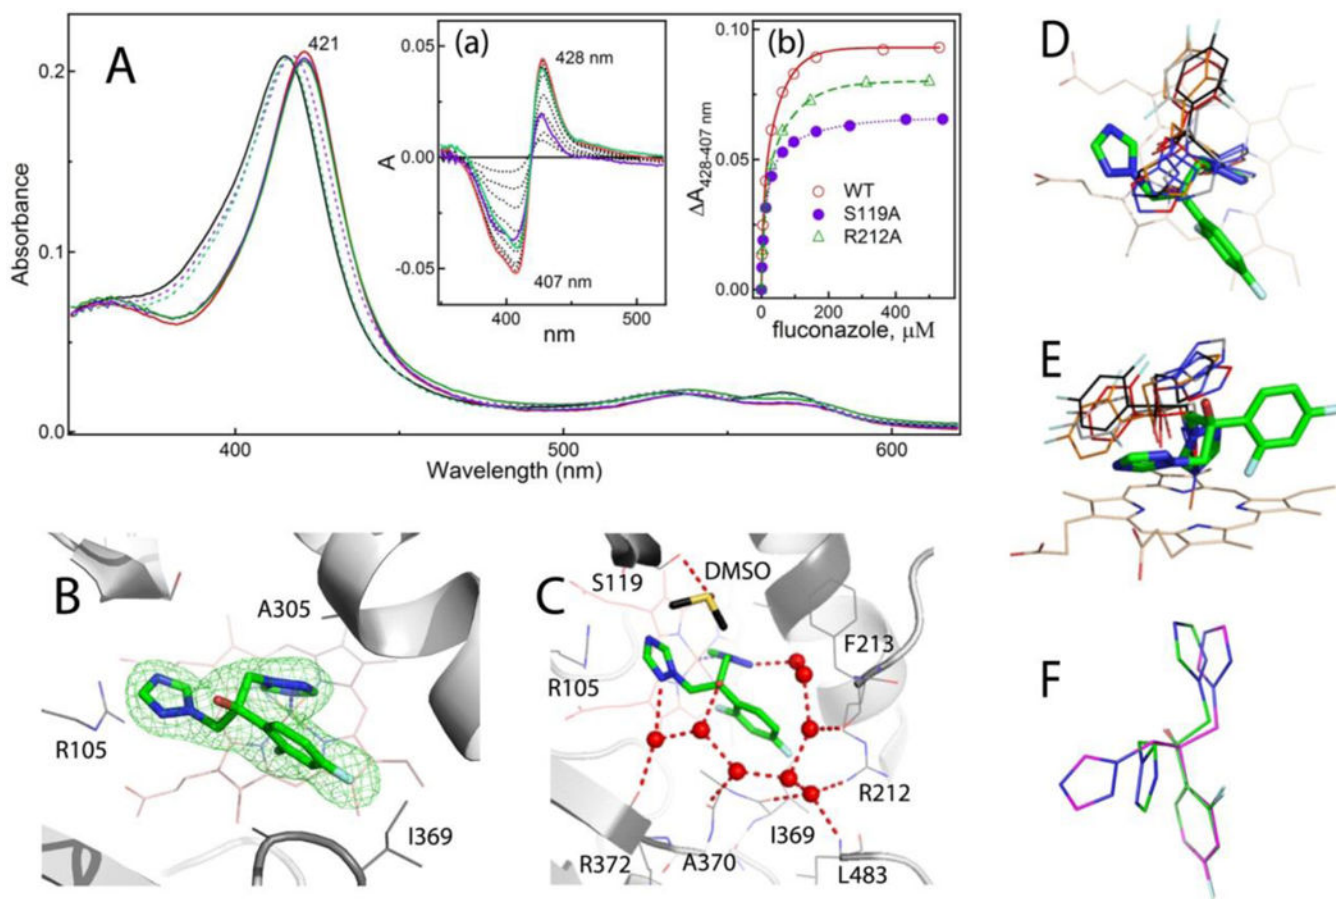 A
421
0.2
0.1
0.0
Absorbance
400
500
600
Wavelength (nm)
(a)
0.05
0.00
-0.05
A
428 nm
407 nm
400
500
nm
(b)
0.10
0.05
0.00
ΔA428-407 nm
WT
S119A
R212A
0
200
400
fluconazole, μM
D
E
B
A305
R105
I369
C
S119
DMSO
F213
R105
R212
I369
R372
A370
L483
F